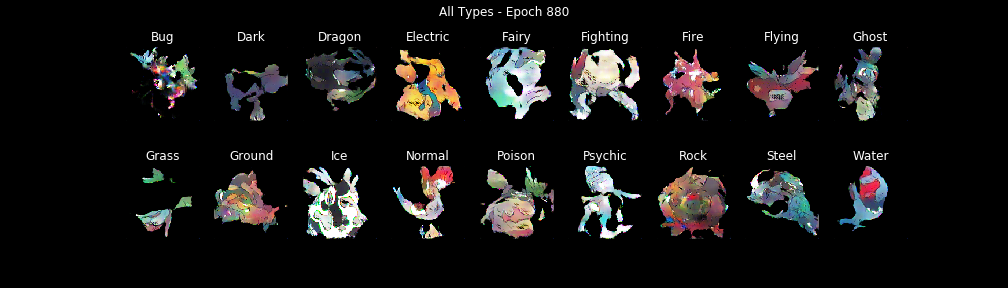 All Types - Epoch 880
Bug Dark Dragon Electric Fairy Fighting Fire Flying Ghost
Grass Ground Ice Normal Poison Psychic Rock Steel Water